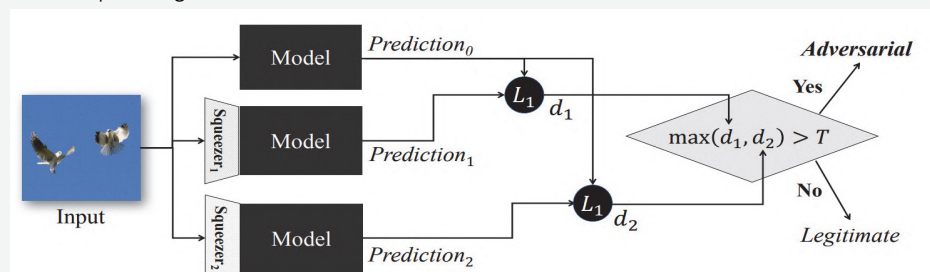 Prediction₀
Model
Adversarial
Yes
L₁
d₁
Squeezer₁
Model
max(d₁, d₂) > T
Prediction₁
No
Input
L₁
d₂
Squeezer₂
Model
Legitimate
Prediction₂